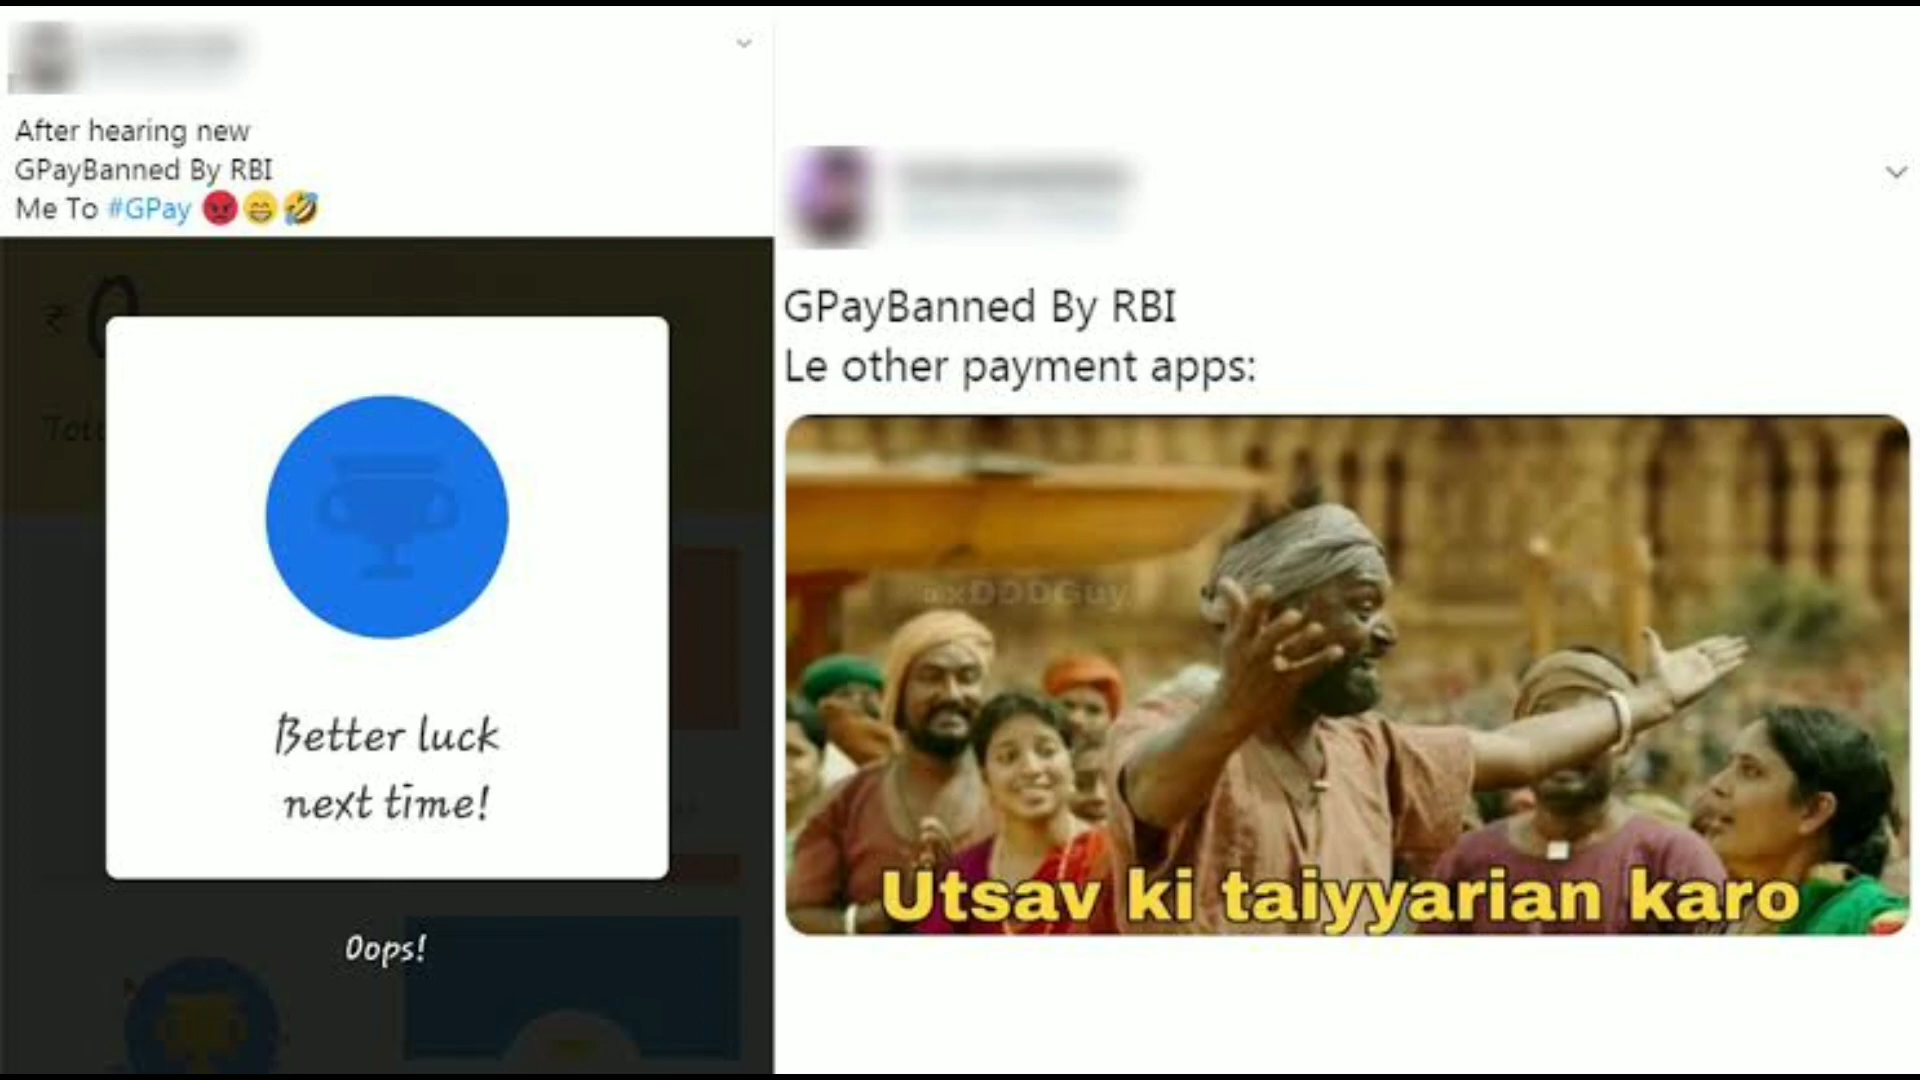 After hearing new
GPayBanned By RBI
Me To #GPay 😡😁🤣
₹ 0
Better luck
next time!
Oops!
GPayBanned By RBI
Le other payment apps:
Utsav ki taiyyarian karo